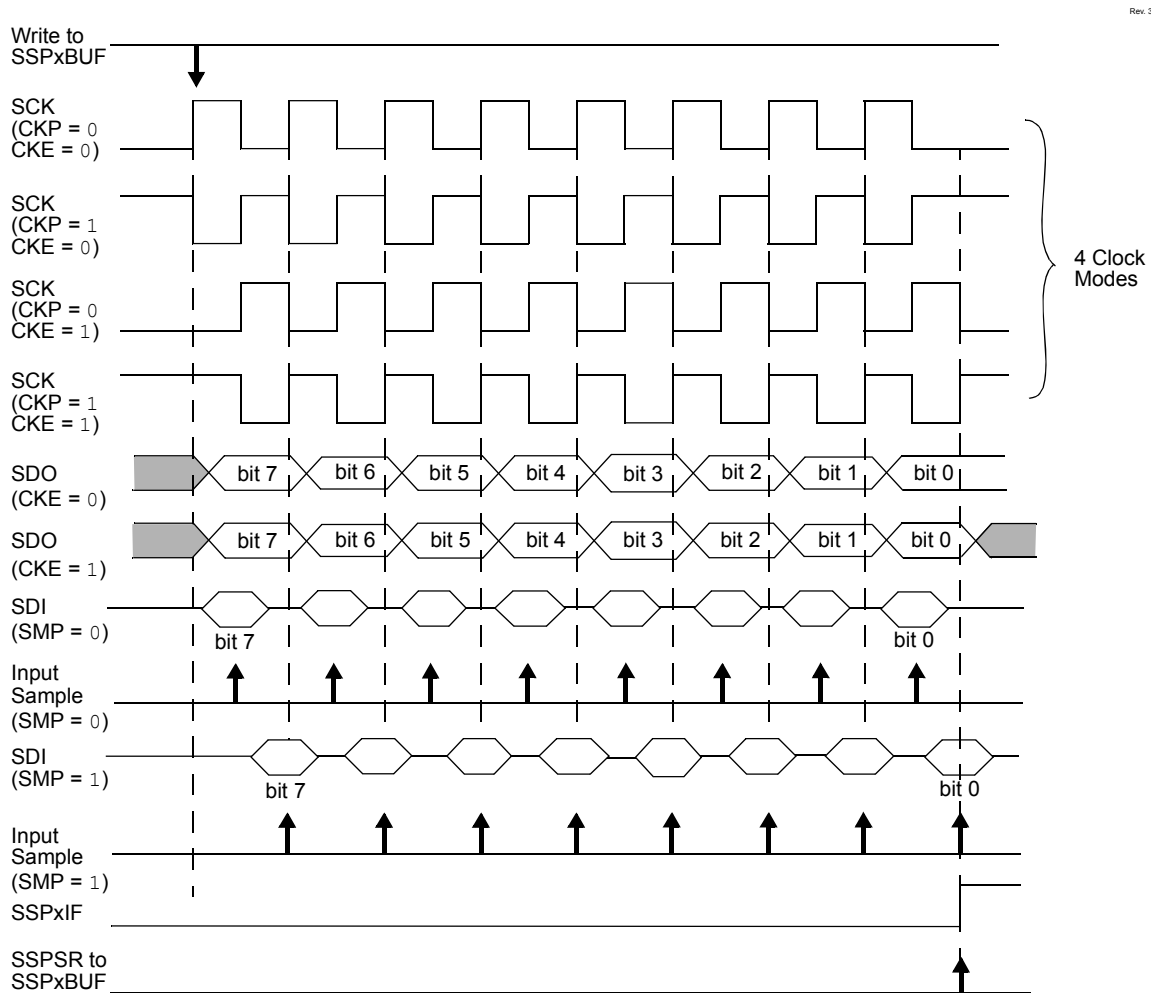 Rev. 3
Write to
SSPxBUF
SCK
(CKP = 0
CKE = 0)
SCK
(CKP = 1
CKE = 0)
SCK
(CKP = 0
CKE = 1)
SCK
(CKP = 1
CKE = 1)
4 Clock
Modes
SDO
(CKE = 0)
bit 7 bit 6 bit 5 bit 4 bit 3 bit 2 bit 1 bit 0
SDO
(CKE = 1)
bit 7 bit 6 bit 5 bit 4 bit 3 bit 2 bit 1 bit 0
SDI
(SMP = 0)
bit 7 bit 0
Input
Sample
(SMP = 0)
SDI
(SMP = 1)
bit 7 bit 0
Input
Sample
(SMP = 1)
SSPxIF
SSPSR to
SSPxBUF